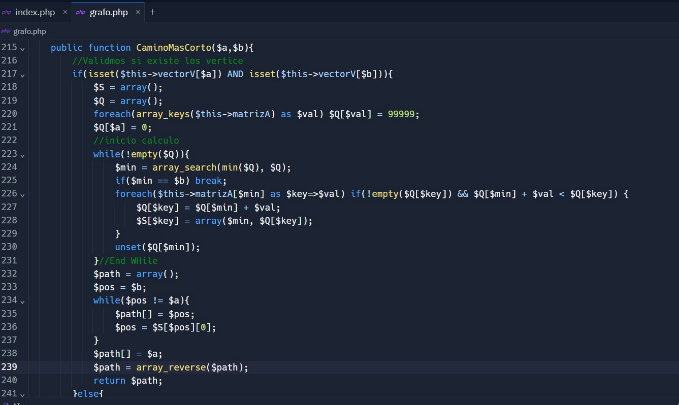 php index.php × php grafo.php × +
php grafo.php
215 public function CaminoMasCorto($a,$b){
216 //Validmos si existe los vertice
217 if(isset($this->vectorV[$a]) AND isset($this->vectorV[$b])){
218 $S = array();
219 $Q = array();
220 foreach(array_keys($this->matrizA) as $val) $Q[$val] = 99999;
221 $Q[$a] = 0;
222 //inicio calculo
223 while(!empty($Q)){
224 $min = array_search(min($Q), $Q);
225 if($min == $b) break;
226 foreach($this->matrizA[$min] as $key=>$val) if(!empty($Q[$key]) && $Q[$min] + $val < $Q[$key]) {
227 $Q[$key] = $Q[$min] + $val;
228 $S[$key] = array($min, $Q[$key]);
229 }
230 unset($Q[$min]);
231 }//End WHile
232 $path = array();
233 $pos = $b;
234 while($pos != $a){
235 $path[] = $pos;
236 $pos = $S[$pos][0];
237 }
238 $path[] = $a;
239 $path = array_reverse($path);
240 return $path;
241 }else{